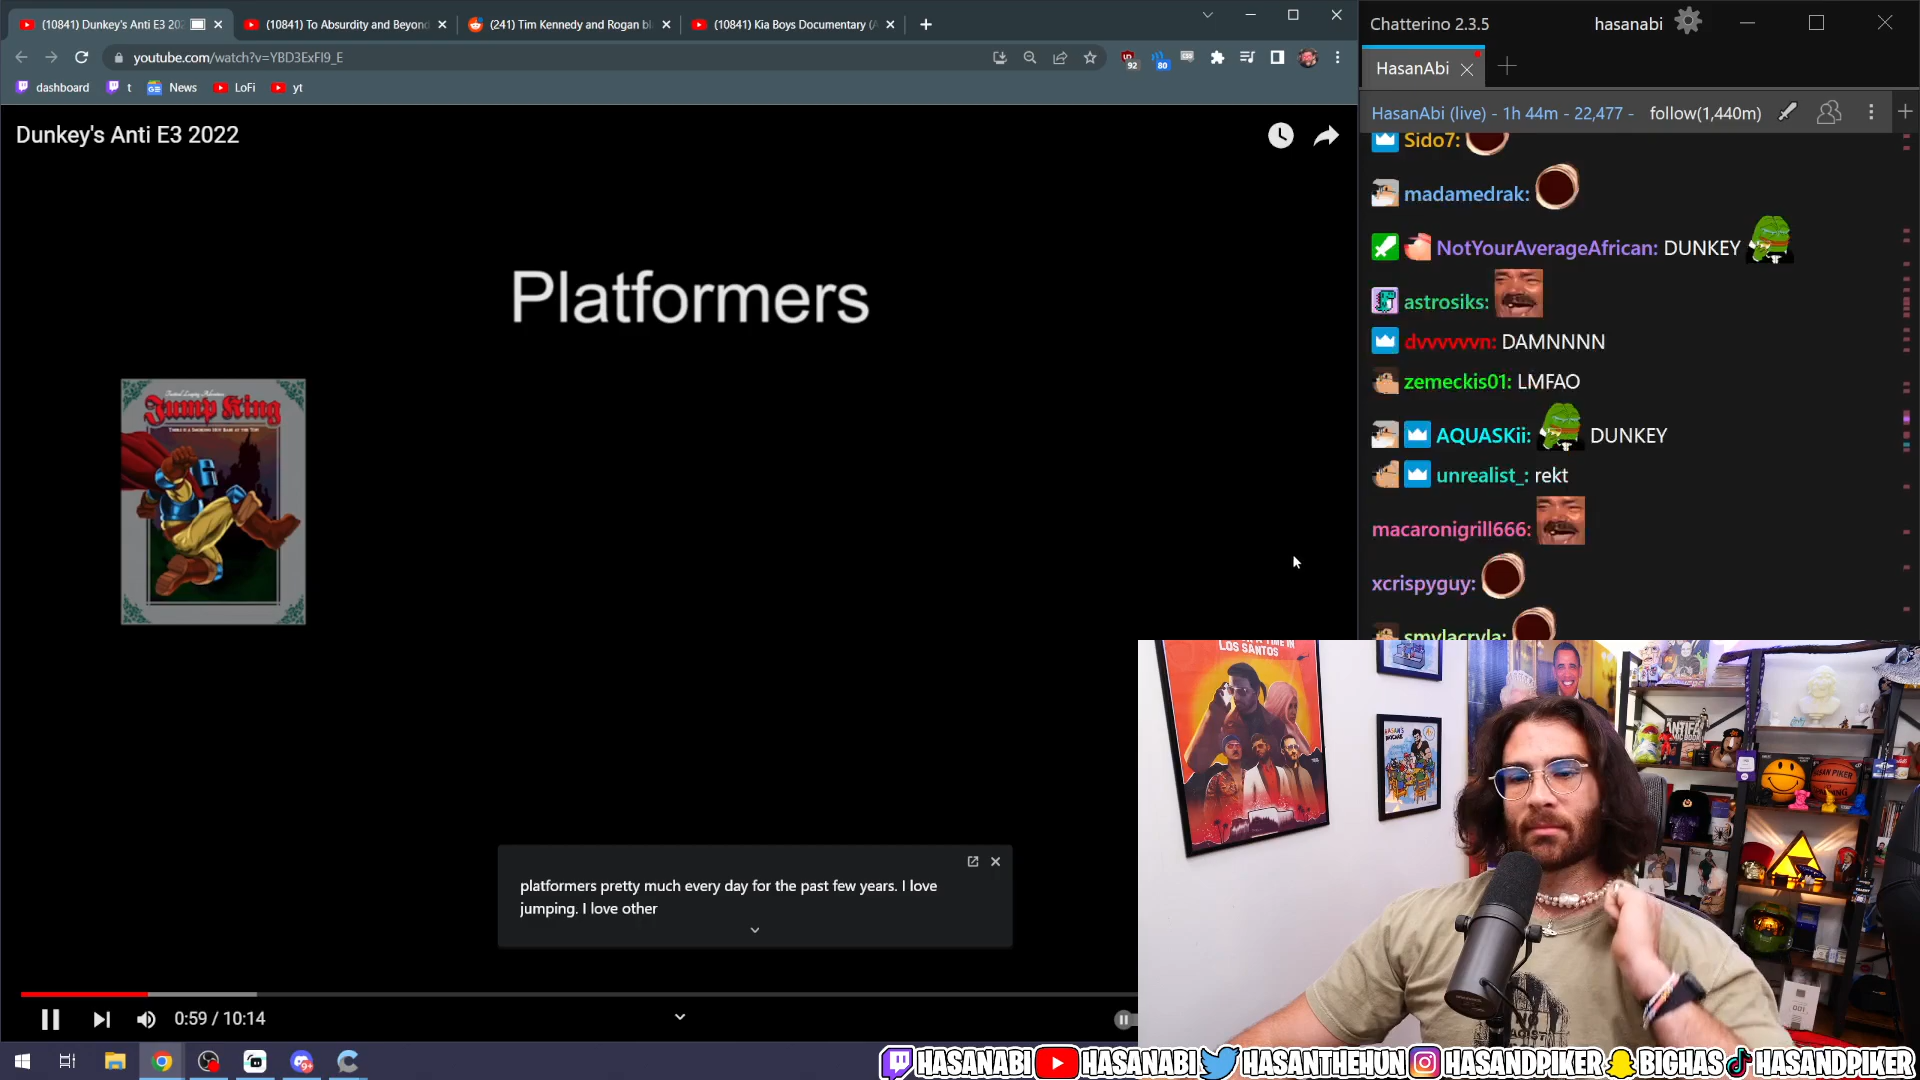 (10841) Dunkey's Anti E3 202
(10841) To Absurdity and Beyond
(241) Tim Kennedy and Rogan bl
(10841) Kia Boys Documentary (A
youtube.com/watch?v=YBD3ExFI9_E
92
80
dashboard
t
News
LoFi
yt
Dunkey's Anti E3 2022
Platformers
Jump King
platformers pretty much every day for the past few years. I love
jumping. I love other
0:59 / 10:14
Chatterino 2.3.5
hasanabi
HasanAbi
HasanAbi (live) - 1h 44m - 22,477 -
follow(1,440m)
Sido7:
madamedrak:
NotYourAverageAfrican: DUNKEY
astrosiks:
dvvvvvvn: DAMNNNN
zemeckis01: LMFAO
AQUASKii: DUNKEY
unrealist_: rekt
macaronigrill666:
xcrispyguy:
smylacryla:
LOS SANTOS
HASANABI
HASANABI
HASANTHEHUN
HASANDPIKER
BIGHAS
HASANDPIKER